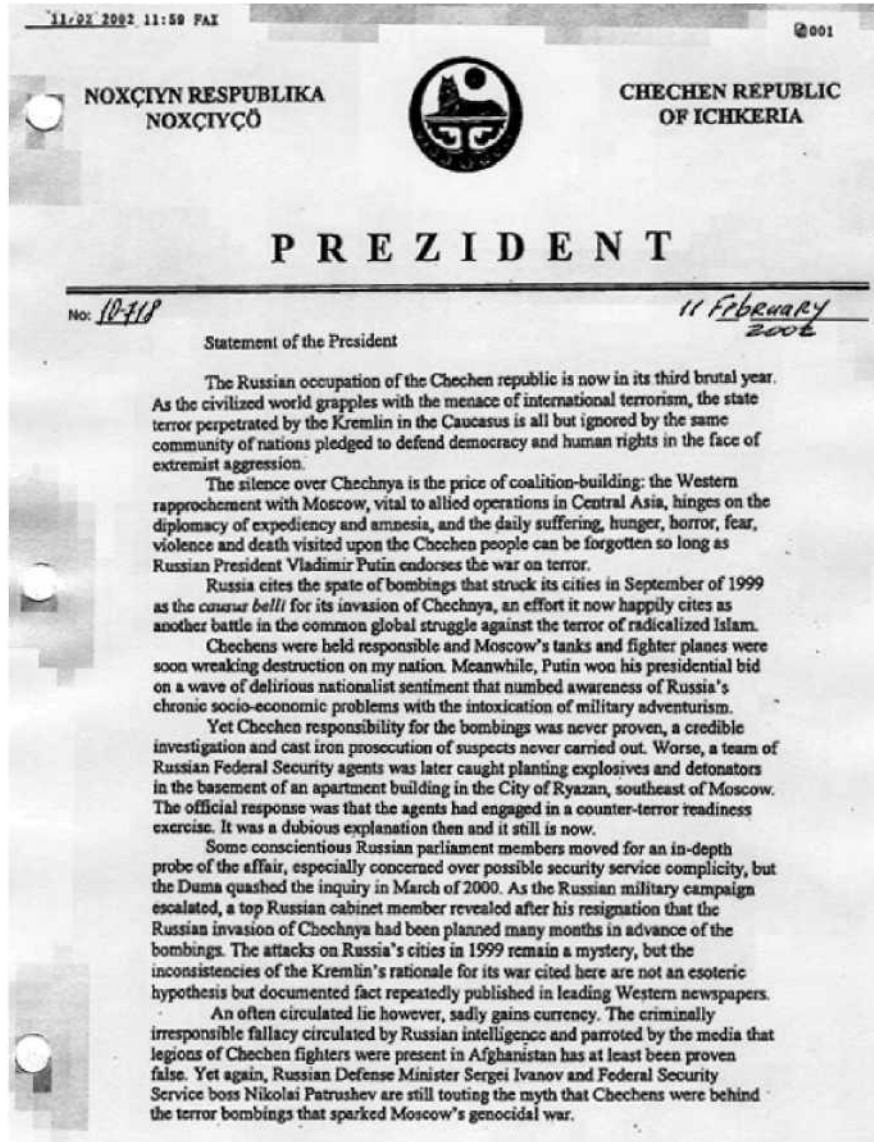 11/02 2002 11:59 FAX
001
NOXÇIYN RESPUBLIKA
NOXÇIYÇÖ
CHECHEN REPUBLIC
OF ICHKERIA
PREZIDENT
No: 10-718
11 February
2002
Statement of the President
The Russian occupation of the Chechen republic is now in its third brutal year.
As the civilized world grapples with the menace of international terrorism, the state
terror perpetrated by the Kremlin in the Caucasus is all but ignored by the same
community of nations pledged to defend democracy and human rights in the face of
extremist aggression.
The silence over Chechnya is the price of coalition-building: the Western
rapprochement with Moscow, vital to allied operations in Central Asia, hinges on the
diplomacy of expediency and amnesia, and the daily suffering, hunger, horror, fear,
violence and death visited upon the Chechen people can be forgotten so long as
Russian President Vladimir Putin endorses the war on terror.
Russia cites the spate of bombings that struck its cities in September of 1999
as the causus belli for its invasion of Chechnya, an effort it now happily cites as
another battle in the common global struggle against the terror of radicalized Islam.
Chechens were held responsible and Moscow's tanks and fighter planes were
soon wreaking destruction on my nation. Meanwhile, Putin won his presidential bid
on a wave of delirious nationalist sentiment that numbed awareness of Russia's
chronic socio-economic problems with the intoxication of military adventurism.
Yet Chechen responsibility for the bombings was never proven, a credible
investigation and cast iron prosecution of suspects never carried out. Worse, a team of
Russian Federal Security agents was later caught planting explosives and detonators
in the basement of an apartment building in the City of Ryazan, southeast of Moscow.
The official response was that the agents had engaged in a counter-terror readiness
exercise. It was a dubious explanation then and it still is now.
Some conscientious Russian parliament members moved for an in-depth
probe of the affair, especially concerned over possible security service complicity, but
the Duma quashed the inquiry in March of 2000. As the Russian military campaign
escalated, a top Russian cabinet member revealed after his resignation that the
Russian invasion of Chechnya had been planned many months in advance of the
bombings. The attacks on Russia's cities in 1999 remain a mystery, but the
inconsistencies of the Kremlin's rationale for its war cited here are not an esoteric
hypothesis but documented fact repeatedly published in leading Western newspapers.
An often circulated lie however, sadly gains currency. The criminally
irresponsible fallacy circulated by Russian intelligence and parroted by the media that
legions of Chechen fighters were present in Afghanistan has at least been proven
false. Yet again, Russian Defense Minister Sergei Ivanov and Federal Security
Service boss Nikolai Patrushev are still touting the myth that Chechens were behind
the terror bombings that sparked Moscow's genocidal war.